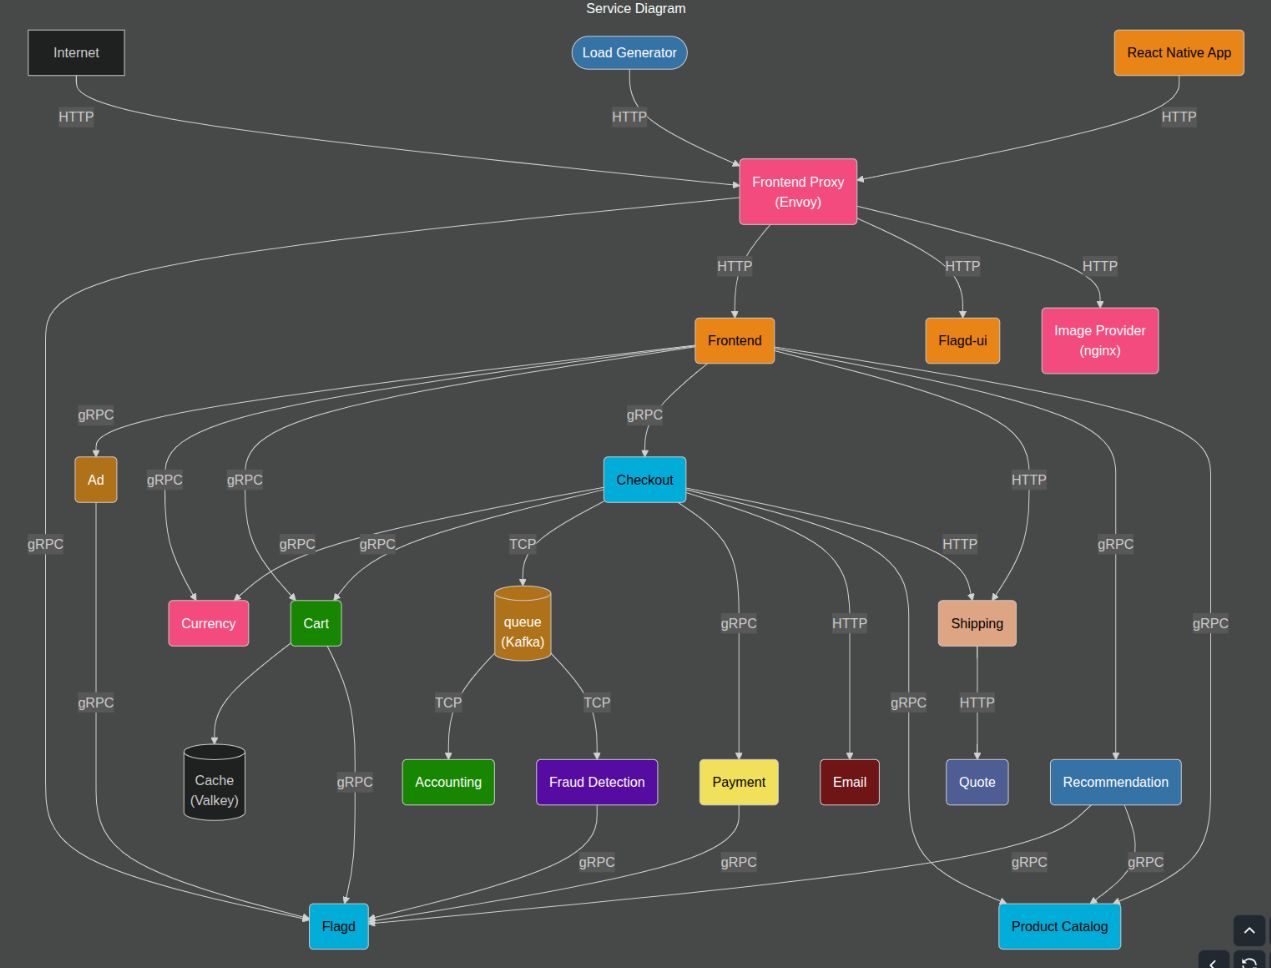 Service Diagram
Internet
Load Generator
React Native App
HTTP
HTTP
HTTP
Frontend Proxy
(Envoy)
HTTP
HTTP
HTTP
Frontend
Flagd-ui
Image Provider
(nginx)
gRPC
gRPC
Ad
gRPC
gRPC
Checkout
HTTP
gRPC
gRPC
gRPC
TCP
HTTP
gRPC
Currency
Cart
queue
(Kafka)
gRPC
HTTP
Shipping
gRPC
gRPC
TCP
TCP
gRPC
HTTP
Cache
(Valkey)
gRPC
Accounting
Fraud Detection
Payment
Email
Quote
Recommendation
gRPC
gRPC
gRPC
gRPC
Flagd
Product Catalog